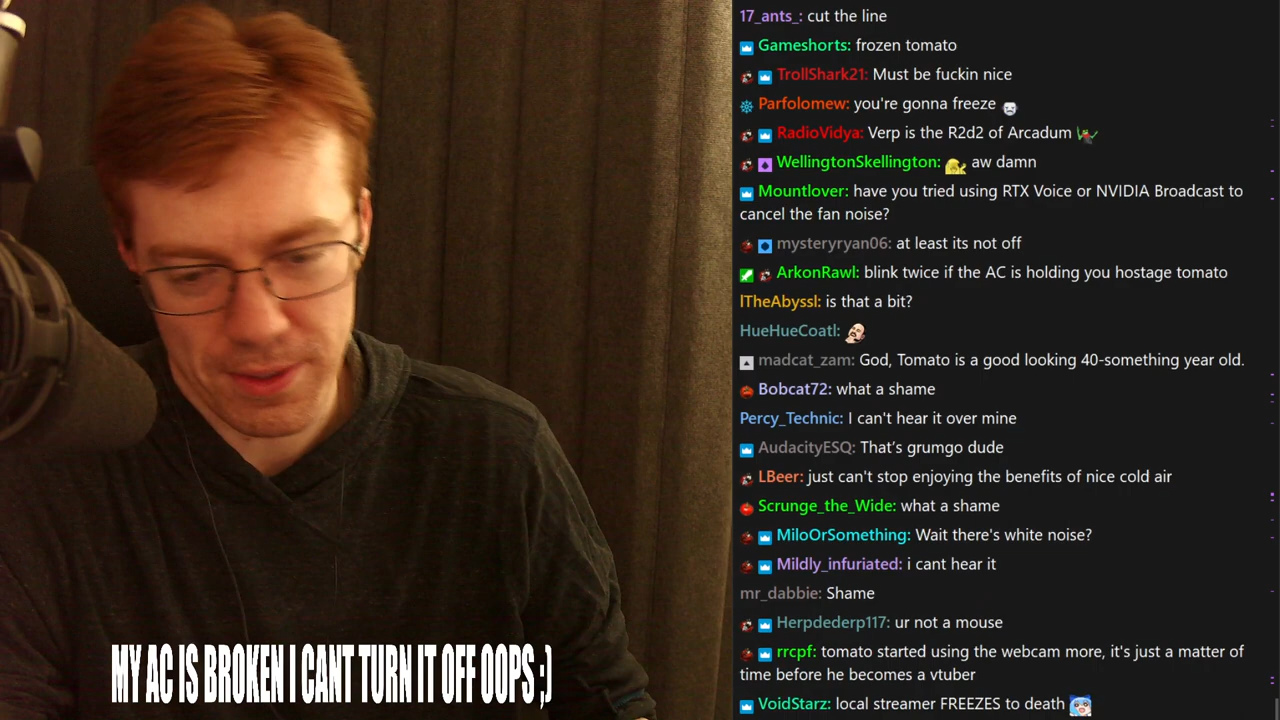 17_ants_: cut the line
Gameshorts: frozen tomato
TrollShark21: Must be fuckin nice
Parfolomew: you're gonna freeze
RadioVidya: Verp is the R2d2 of Arcadum
WellingtonSkellington: aw damn
Mountlover: have you tried using RTX Voice or NVIDIA Broadcast to
cancel the fan noise?
mysteryryan06: at least its not off
ArkonRawl: blink twice if the AC is holding you hostage tomato
lTheAbyssl: is that a bit?
HueHueCoatl:
madcat_zam: God, Tomato is a good looking 40-something year old.
Bobcat72: what a shame
Percy_Technic: I can't hear it over mine
AudacityESQ: That's grumgo dude
LBeer: just can't stop enjoying the benefits of nice cold air
Scrunge_the_Wide: what a shame
MiloOrSomething: Wait there's white noise?
Mildly_infuriated: i cant hear it
mr_dabbie: Shame
Herpdederp117: ur not a mouse
rrcpf: tomato started using the webcam more, it's just a matter of
time before he becomes a vtuber
VoidStarz: local streamer FREEZES to death
MY AC IS BROKEN I CANT TURN IT OFF OOPS ;)